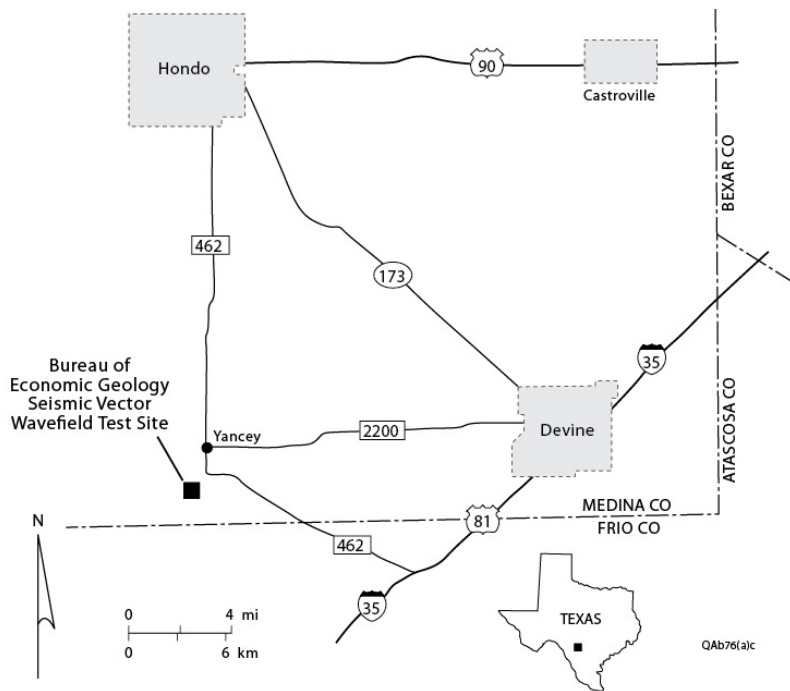 Hondo
90
Castroville
BEXAR CO
462
173
35
Bureau of
Economic Geology
Seismic Vector
Wavefield Test Site
Yancey
2200
Devine
ATASCOSA CO
MEDINA CO
FRIO CO
81
N
462
35
0 4 mi
0 6 km
TEXAS
QAb76(a)c